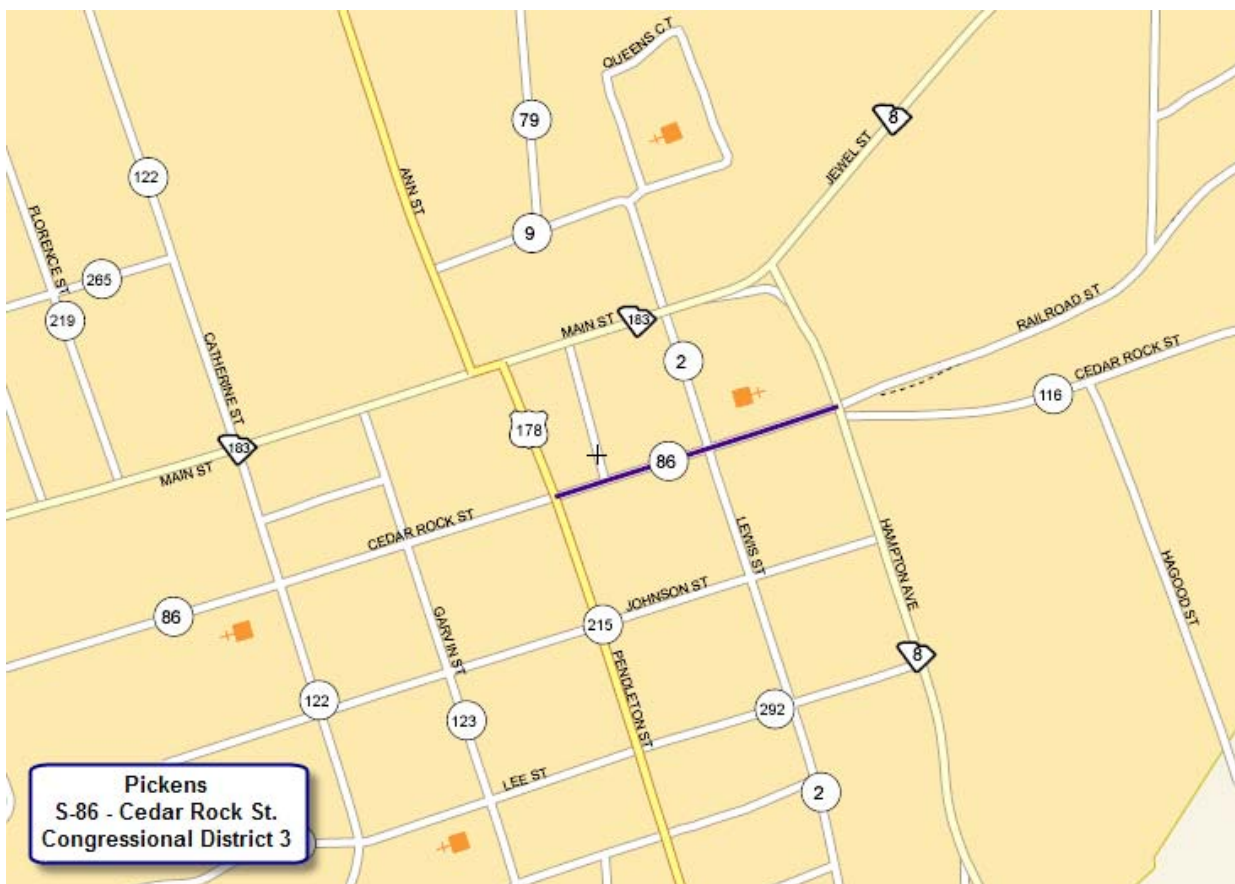 QUEENS CT
8
79
JEWEL ST
122
ANN ST
FLORENCE ST
9
265
RAILROAD ST
219
MAIN ST
183
CEDAR ROCK ST
2
CATHERINE ST
116
178
183
MAIN ST
86
CEDAR ROCK ST
LEWIS ST
HAMPTON AVE
HAGOOD ST
JOHNSON ST
86
GARVIN ST
215
PENDLETON ST
8
122
123
292
LEE ST
2
Pickens
S-86 - Cedar Rock St.
Congressional District 3